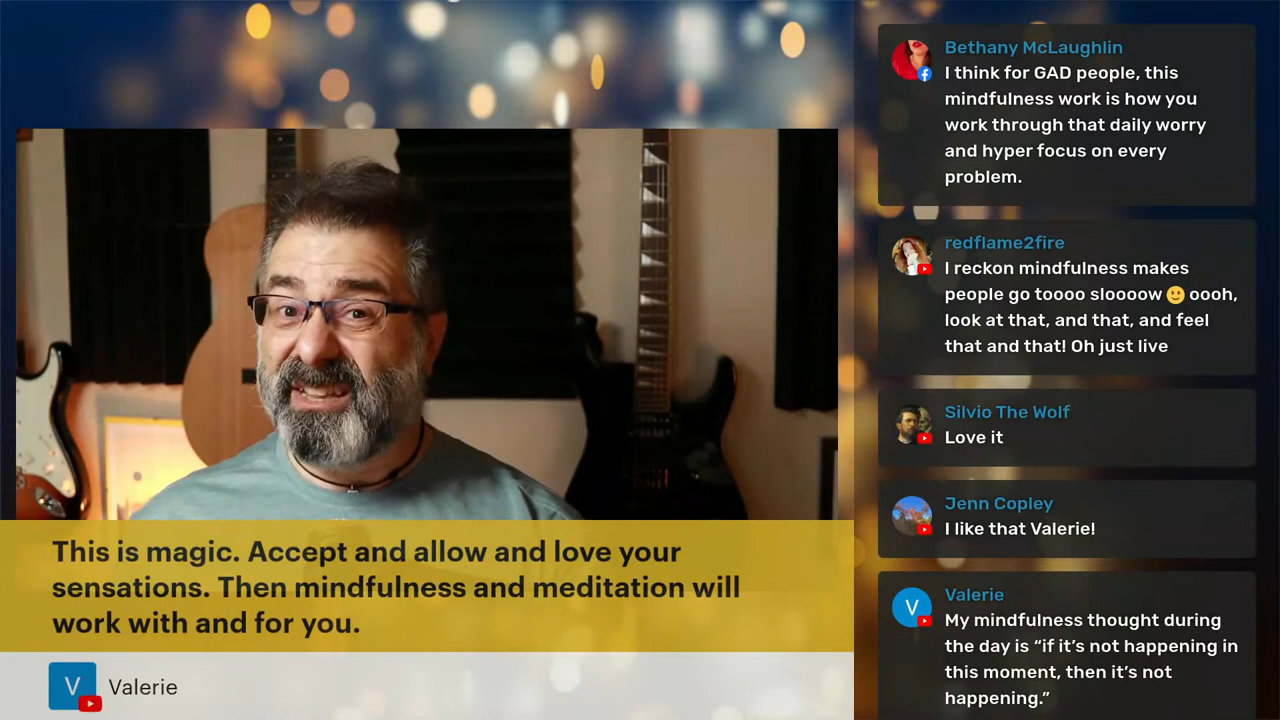 This is magic. Accept and allow and love your
sensations. Then mindfulness and meditation will
work with and for you.
V
Valerie
Bethany McLaughlin
I think for GAD people, this
mindfulness work is how you
work through that daily worry
and hyper focus on every
problem.
redflame2fire
I reckon mindfulness makes
people go toooo sloooow 🙂 oooh,
look at that, and that, and feel
that and that! Oh just live
Silvio The Wolf
Love it
Jenn Copley
I like that Valerie!
V
Valerie
My mindfulness thought during
the day is “if it’s not happening in
this moment, then it’s not
happening.”